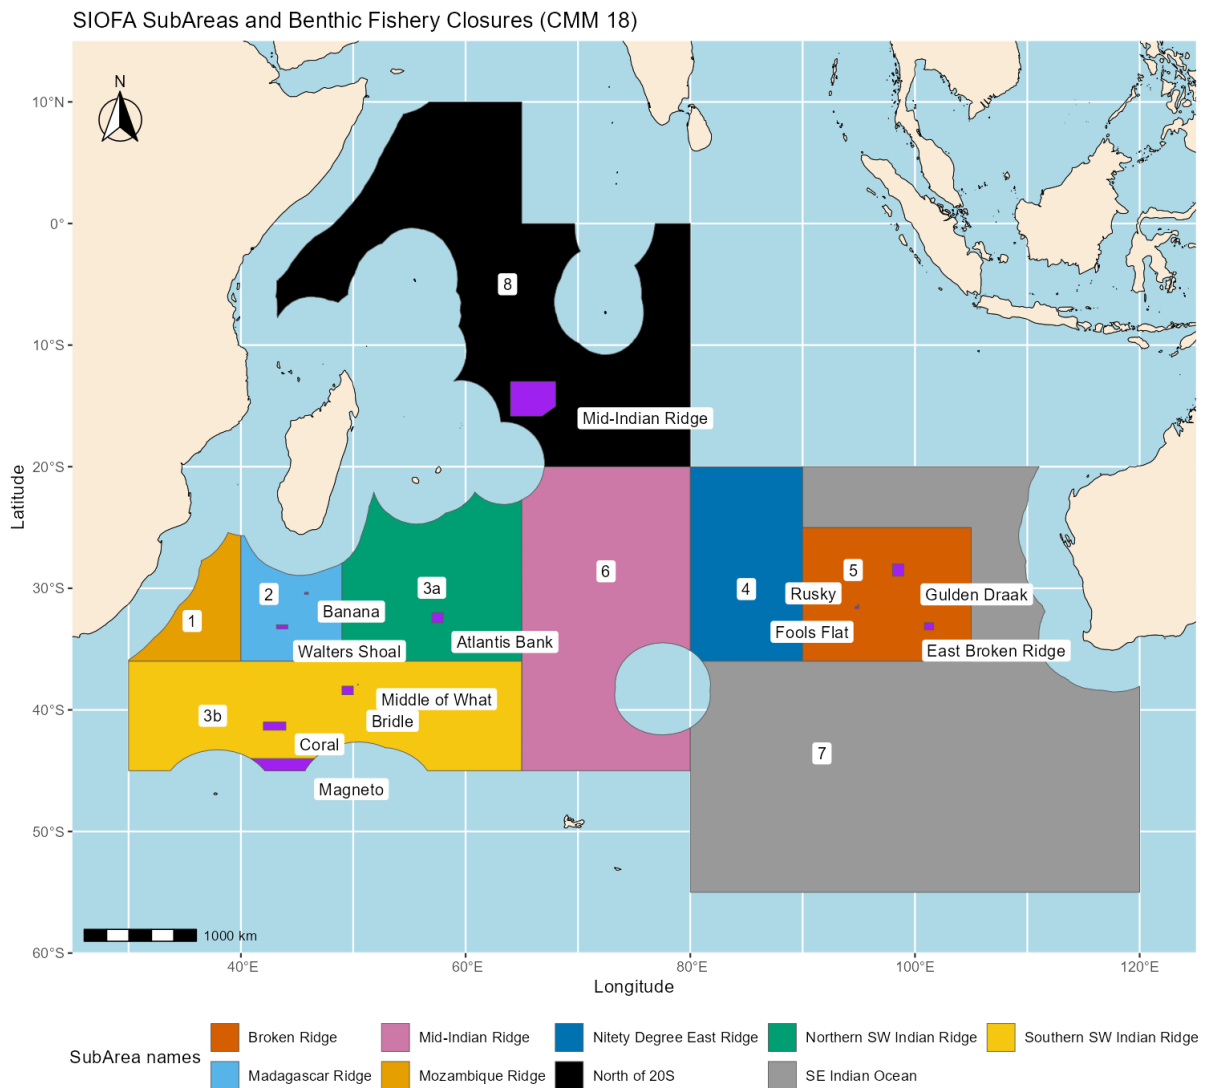 SIOFA SubAreas and Benthic Fishery Closures (CMM 18)
N
10°N
0°
10°S
20°S
30°S
40°S
50°S
60°S
Latitude
8
Mid-Indian Ridge
1
2
Banana
Walters Shoal
3a
Atlantis Bank
6
4
5
Rusky
Gulden Draak
Fools Flat
East Broken Ridge
3b
Middle of What
Bridle
Coral
Magneto
7
1000 km
40°E
60°E
80°E
100°E
120°E
Longitude
SubArea names
Broken Ridge
Mid-Indian Ridge
Nitety Degree East Ridge
Northern SW Indian Ridge
Southern SW Indian Ridge
Madagascar Ridge
Mozambique Ridge
North of 20S
SE Indian Ocean